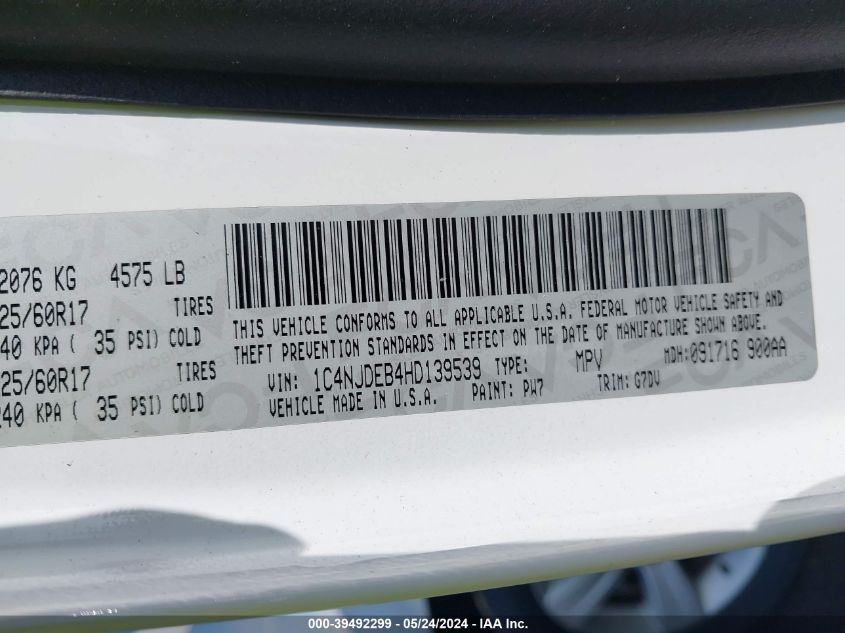 2076 KG 4575 LB
25/60R17 TIRES
40 KPA ( 35 PSI) COLD
25/60R17 TIRES
240 KPA ( 35 PSI) COLD
THIS VEHICLE CONFORMS TO ALL APPLICABLE U.S.A. FEDERAL MOTOR VEHICLE SAFETY AND
THEFT PREVENTION STANDARDS IN EFFECT ON THE DATE OF MANUFACTURE SHOWN ABOVE.
VIN: 1C4NJDEB4HD139539 TYPE: MPV MDH:091716 900AA
VEHICLE MADE IN U.S.A. PAINT: PW7 TRIM: G7DV
000-39492299 - 05/24/2024 - IAA Inc.